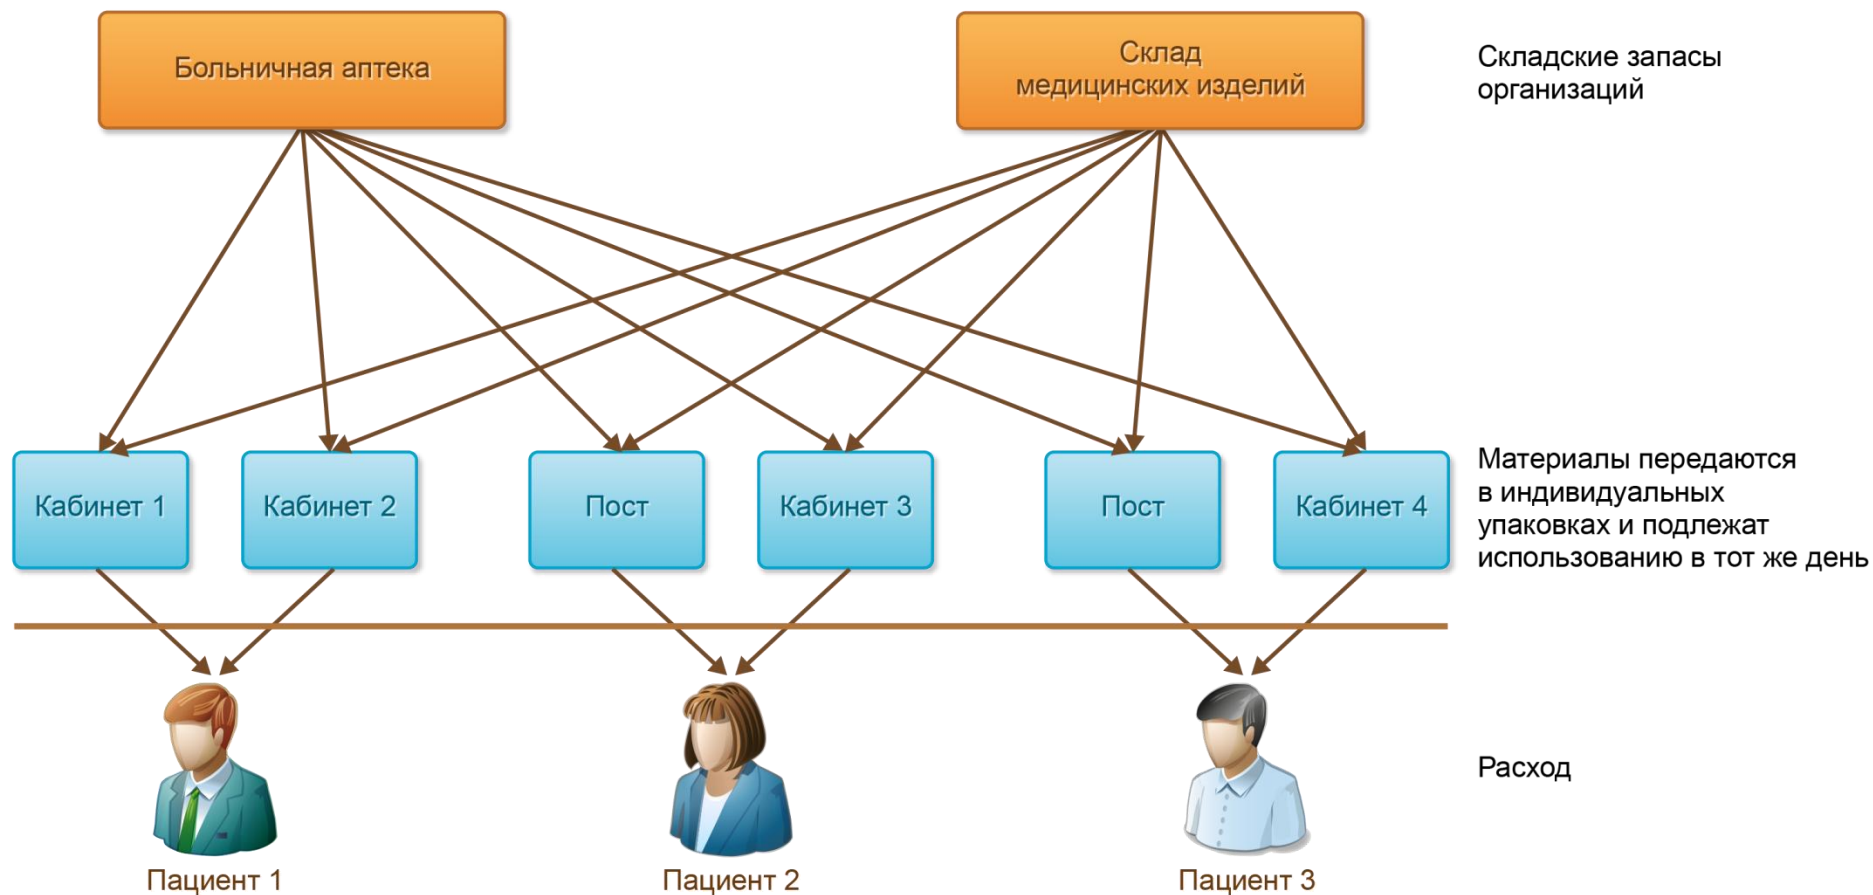 Больничная аптека
Склад
медицинских изделий
Складские запасы
организаций
Кабинет 1
Кабинет 2
Пост
Кабинет 3
Пост
Кабинет 4
Материалы передаются
в индивидуальных
упаковках и подлежат
использованию в тот же день
Расход
Пациент 1
Пациент 2
Пациент 3